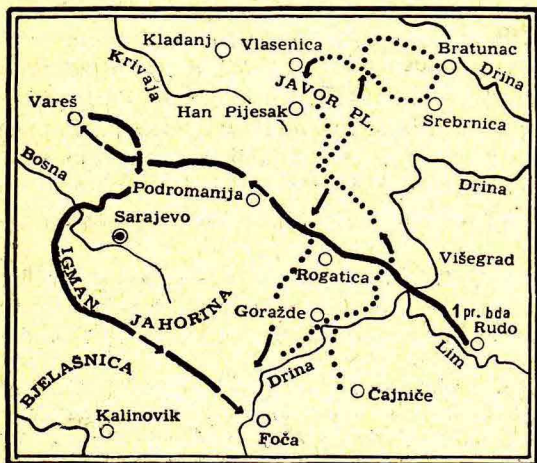 Kladanj
Vlasenica
Bratunac
Krivaja
Drina
JAVOR PL.
Vareš
Han Pijesak
Srebrnica
Bosna
Drina
Podromanija
Sarajevo
Višegrad
IGMAN
Rogatica
JAHORINA
Goražde
1 pr. bda
Rudo
Lim
BJELAŠNICA
Drina
Čajniče
Kalinovik
Foča